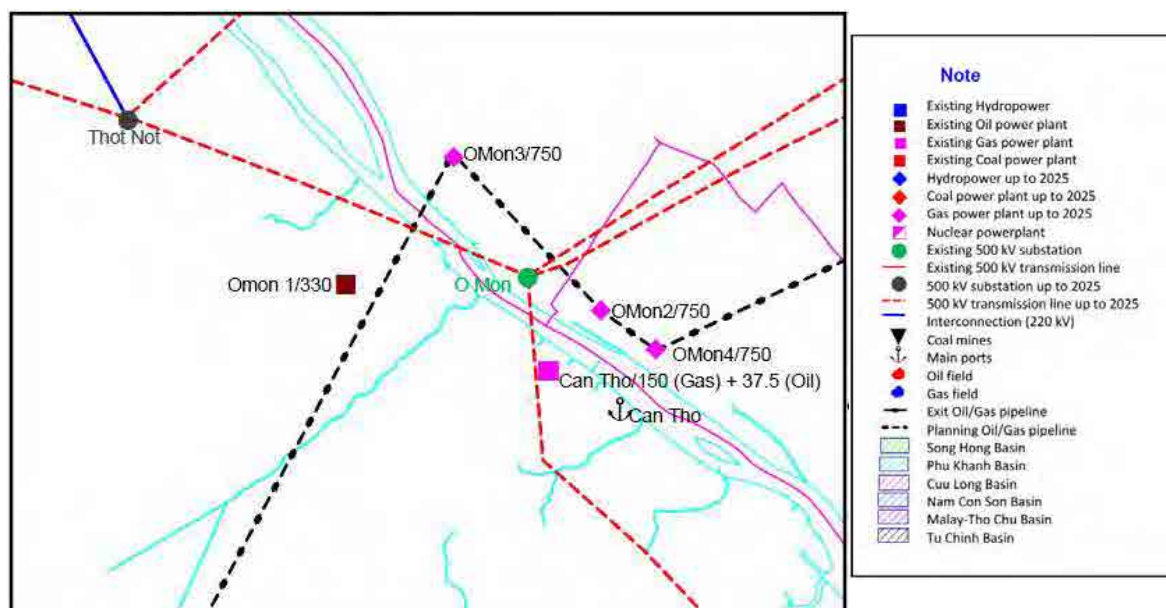 Thot Not
OMon3/750
Omon 1/330
O Mon
OMon2/750
OMon4/750
Can Tho/150 (Gas) + 37.5 (Oil)
Can Tho
Note
Existing Hydropower
Existing Oil power plant
Existing Gas power plant
Existing Coal power plant
Hydropower up to 2025
Coal power plant up to 2025
Gas power plant up to 2025
Nuclear powerplant
Existing 500 kV substation
Existing 500 kV transmission line
500 kV substation up to 2025
500 kV transmission line up to 2025
Interconnection (220 kV)
Coal mines
Main ports
Oil field
Gas field
Exit Oil/Gas pipeline
Planning Oil/Gas pipeline
Song Hong Basin
Phu Khanh Basin
Cuu Long Basin
Nam Con Son Basin
Malay-Tho Chu Basin
Tu Chinh Basin